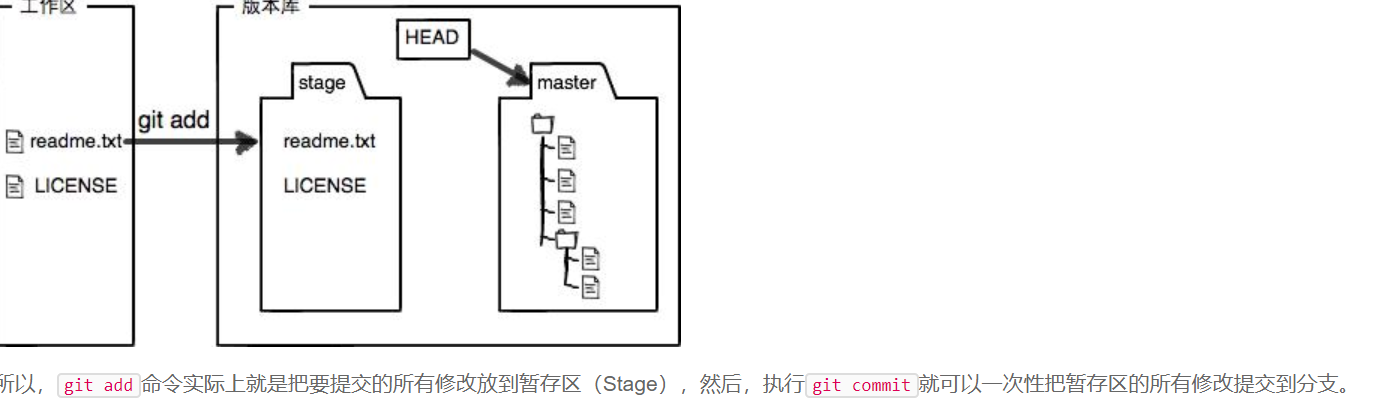 工作区
版本库
HEAD
stage
master
git add
readme.txt
readme.txt
LICENSE
LICENSE
所以，git add命令实际上就是把要提交的所有修改放到暂存区（Stage），然后，执行git commit就可以一次性把暂存区的所有修改提交到分支。